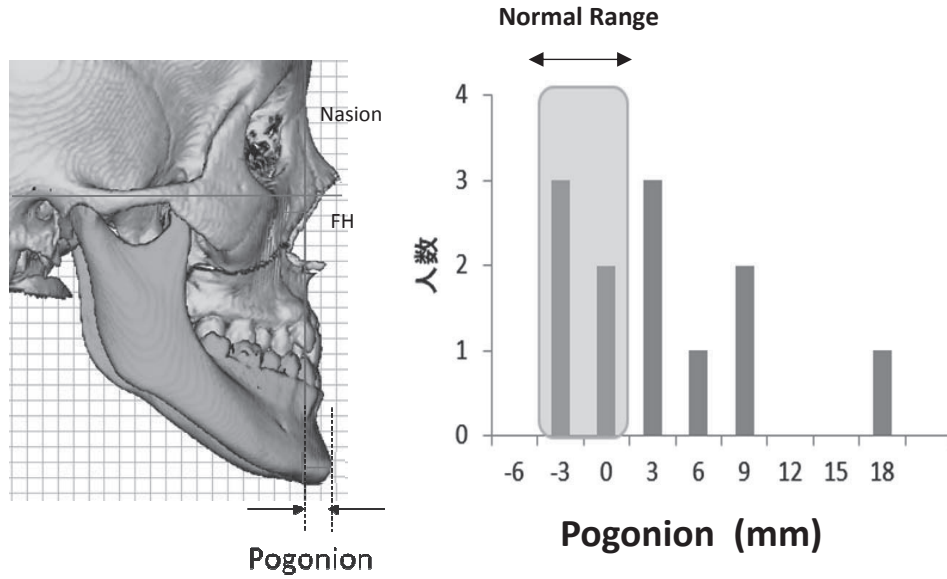 Normal Range
Nasion
FH
Pogonion
人数
4
3
2
1
0
-6 -3 0 3 6 9 12 15 18
Pogonion (mm)